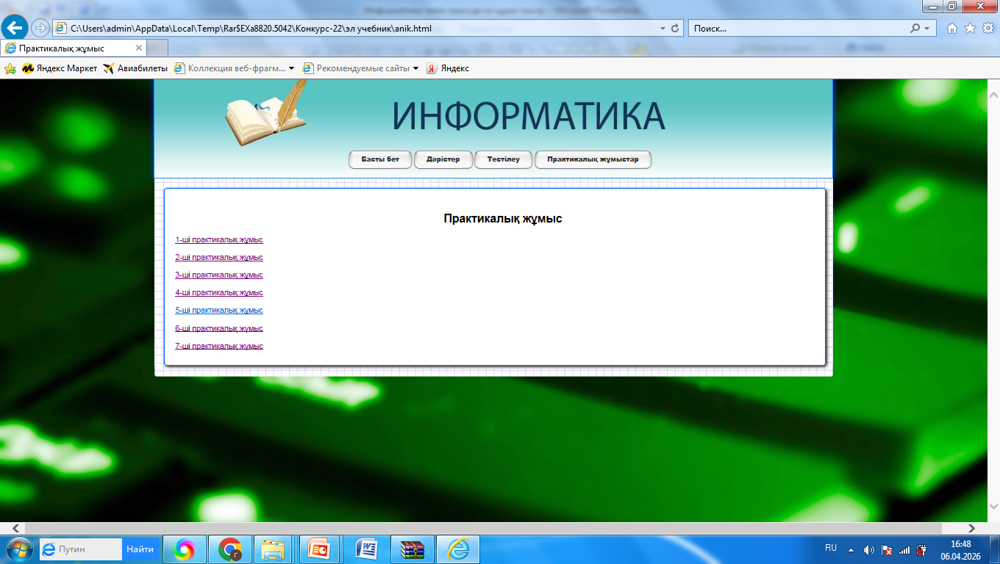 C:\Users\admin\AppData\Local\Temp\Rar$EXa8820.5042\Конкурс-22\эл учебник\anik.html
Поиск...
Практикалық жұмыс
Яндекс Маркет
Авиабилеты
Коллекция веб-фрагм...
Рекомендуемые сайты
Яндекс
ИНФОРМАТИКА
Басты бет
Дәрістер
Тестілеу
Практикалық жұмыстар
Практикалық жұмыс
1-ші практикалық жұмыс
2-ші практикалық жұмыс
3-ші практикалық жұмыс
4-ші практикалық жұмыс
5-ші практикалық жұмыс
6-ші практикалық жұмыс
7-ші практикалық жұмыс
Путин
Найти
RU
16:48
06.04.2026